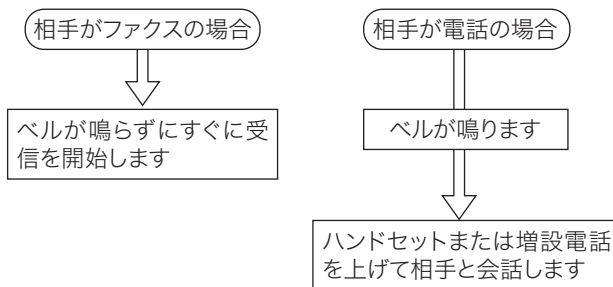 相手がファクスの場合
ベルが鳴らずにすぐに受
信を開始します
相手が電話の場合
ベルが鳴ります
ハンドセットまたは増設電話
を上げて相手と会話します